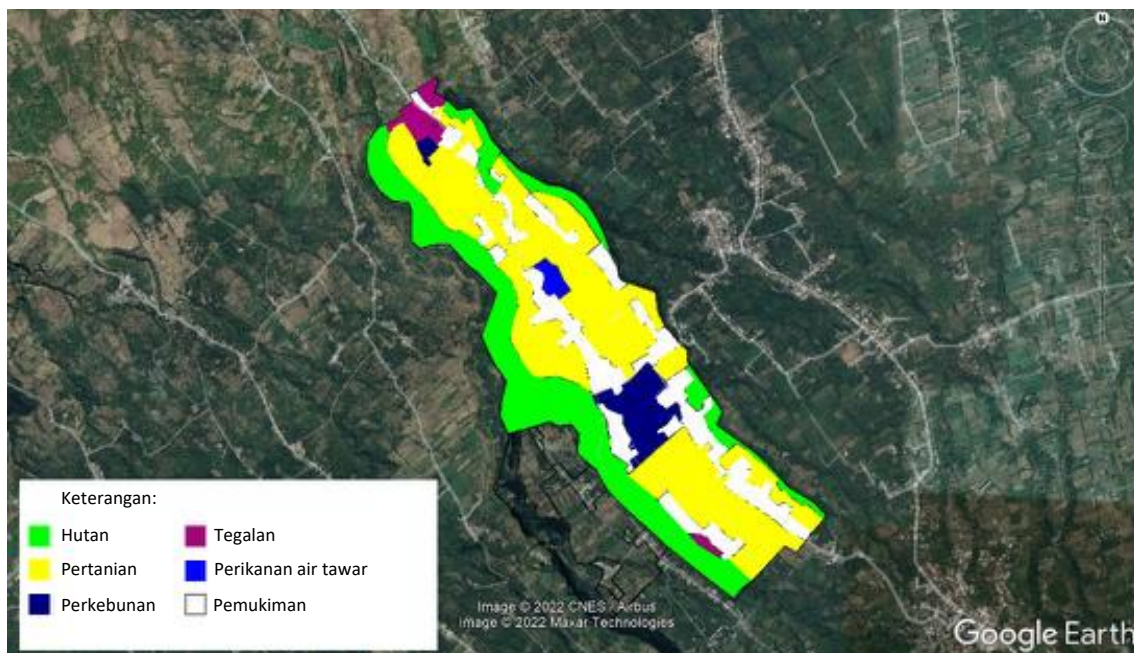 N
Keterangan:
Hutan
Tegalan
Pertanian
Perikanan air tawar
Perkebunan
Pemukiman
Image © 2022 CNES / Airbus
Image © 2022 Maxar Technologies
Google Earth